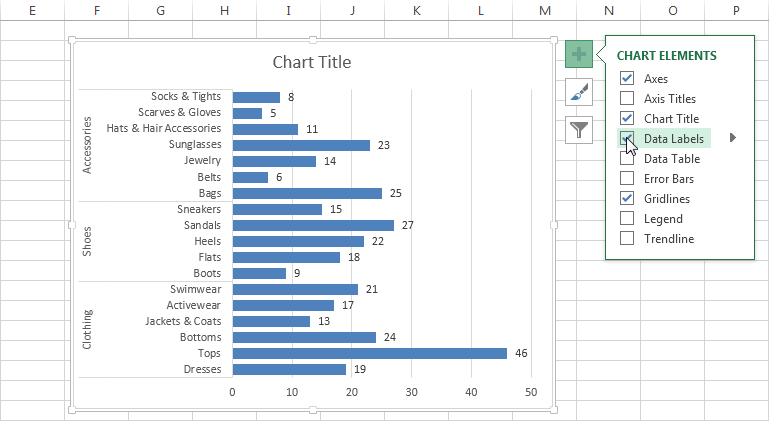 E F G H I J K L M N O P
Chart Title
Accessories
Socks & Tights 8
Scarves & Gloves 5
Hats & Hair Accessories 11
Sunglasses 23
Jewelry 14
Belts 6
Bags 25
Shoes
Sneakers 15
Sandals 27
Heels 22
Flats 18
Boots 9
Clothing
Swimwear 21
Activewear 17
Jackets & Coats 13
Bottoms 24
Tops 46
Dresses 19
0 10 20 30 40 50
CHART ELEMENTS
Axes
Axis Titles
Chart Title
Data Labels
Data Table
Error Bars
Gridlines
Legend
Trendline